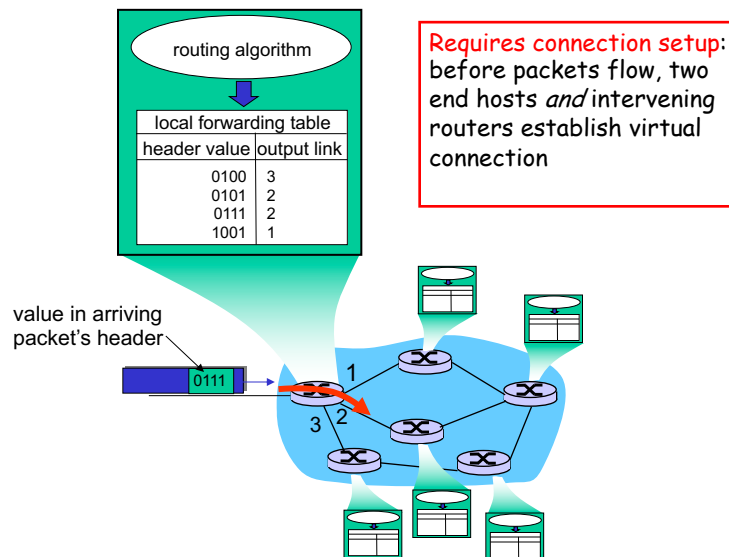 routing algorithm
local forwarding table
header value output link
0100 3
0101 2
0111 2
1001 1
Requires connection setup:
before packets flow, two
end hosts and intervening
routers establish virtual
connection
value in arriving
packet's header
0111
1
2
3